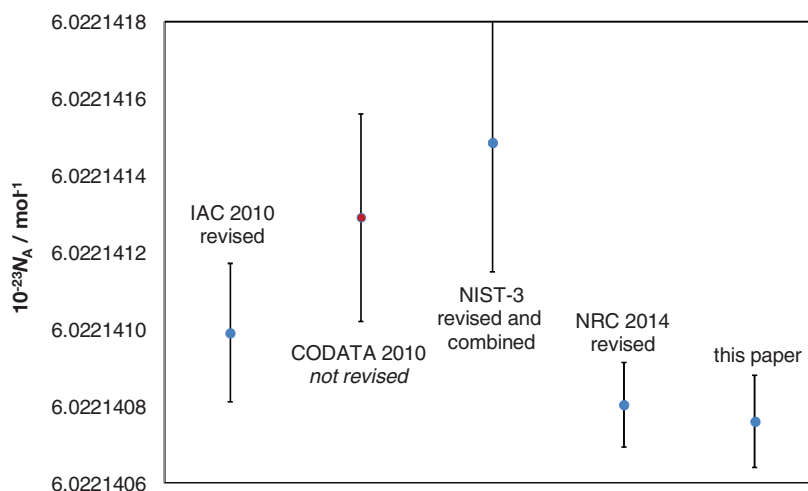 6.0221418
6.0221416
6.0221414
6.0221412
6.0221410
6.0221408
6.0221406
10⁻²³Nₐ / mol⁻¹
IAC 2010
revised
CODATA 2010
not revised
NIST-3
revised and
combined
NRC 2014
revised
this paper